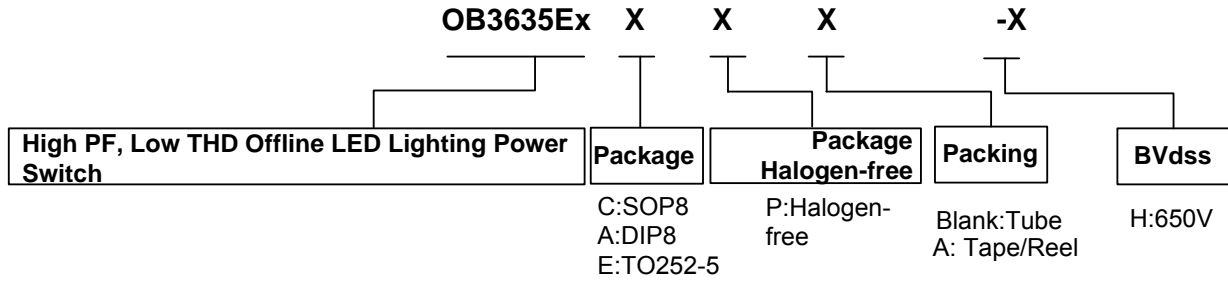 OB3635Ex X X X -X
High PF, Low THD Offline LED Lighting Power
Switch
Package
Package
Halogen-free
Packing
BVdss
C:SOP8
A:DIP8
E:TO252-5
P:Halogen-
free
Blank:Tube
A: Tape/Reel
H:650V